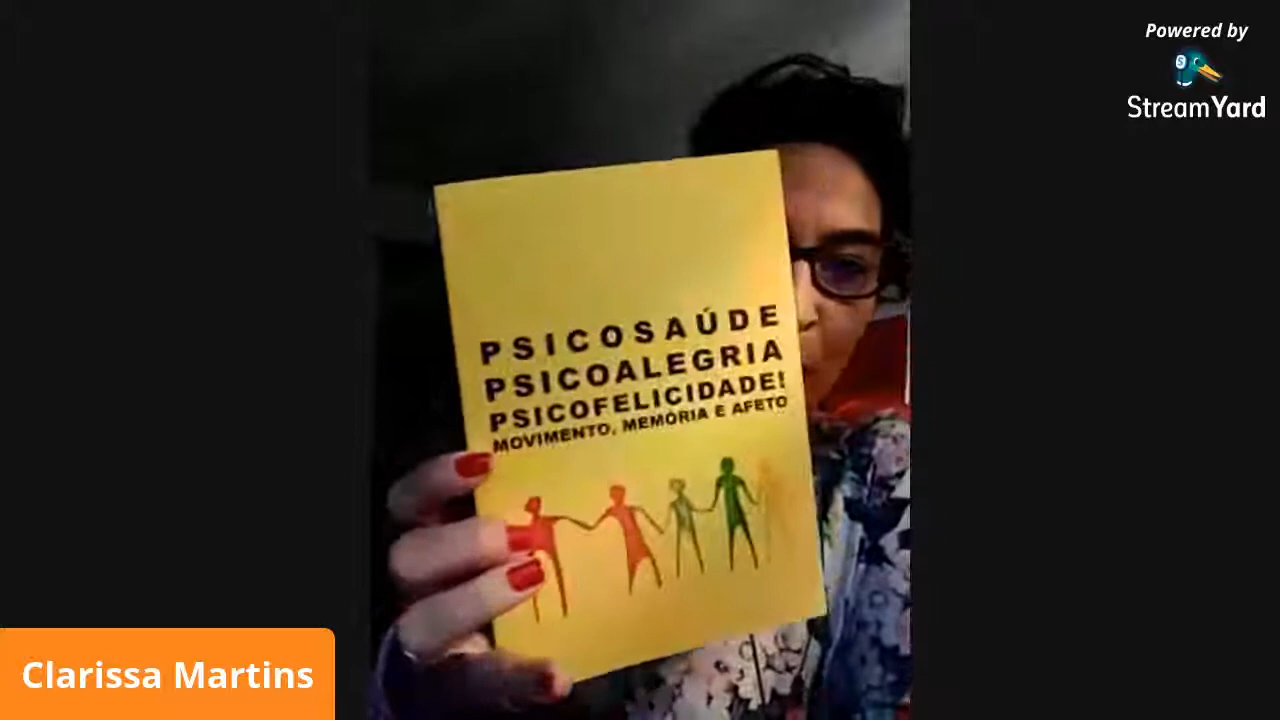 Powered by
StreamYard
PSICOSAÚDE
PSICOALEGRIA
PSICOFELICIDADE!
MOVIMENTO, MEMÓRIA E AFETO
Clarissa Martins